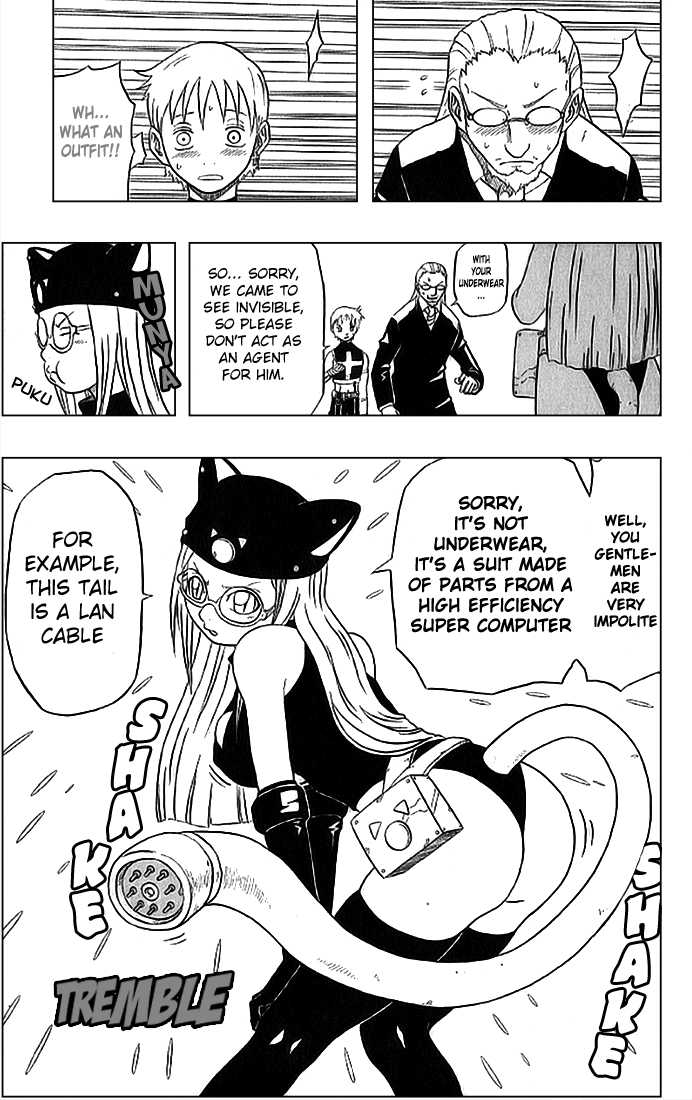 WH...
WHAT AN
OUTFIT!!
WITH
YOUR
UNDERWEAR
...
SO... SORRY,
WE CAME TO
SEE INVISIBLE,
SO PLEASE
DON'T ACT AS
AN AGENT
FOR HIM.
MUNYA
PUKU
WELL,
YOU
GENTLE-
MEN
ARE
VERY
IMPOLITE
SORRY,
IT'S NOT
UNDERWEAR,
IT'S A SUIT MADE
OF PARTS FROM A
HIGH EFFICIENCY
SUPER COMPUTER
FOR
EXAMPLE,
THIS TAIL
IS A LAN
CABLE
S
SHAKE
SHAKE
TREMBLE